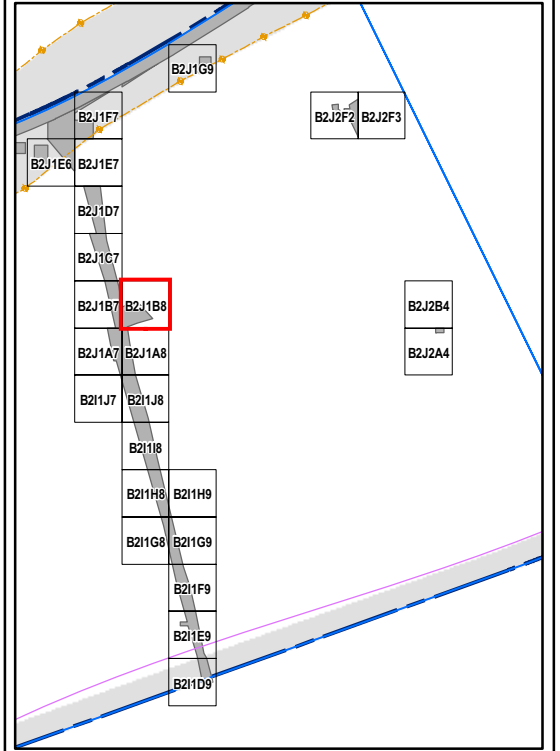 B2J1G9
B2J1F7
B2J2F2 B2J2F3
B2J1E6 B2J1E7
B2J1D7
B2J1C7
B2J1B7 B2J1B8 B2J2B4
B2J1A7 B2J1A8 B2J2A4
B2I1J7 B2I1J8
B2I1I8
B2I1H8 B2I1H9
B2I1G8 B2I1G9
B2I1F9
B2I1E9
B2I1D9